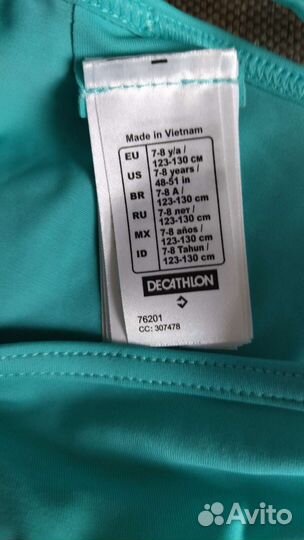 Made in Vietnam
EU 7-8 y/a / 123-130 см
US 7-8 years / 48-51 in
BR 7-8 A / 123-130 cm
RU 7-8 лет / 123-130 cm
MX 7-8 años / 123-130 cm
ID 7-8 Tahun / 123-130 cm
DECATHLON
76201
CC: 307478
Avito